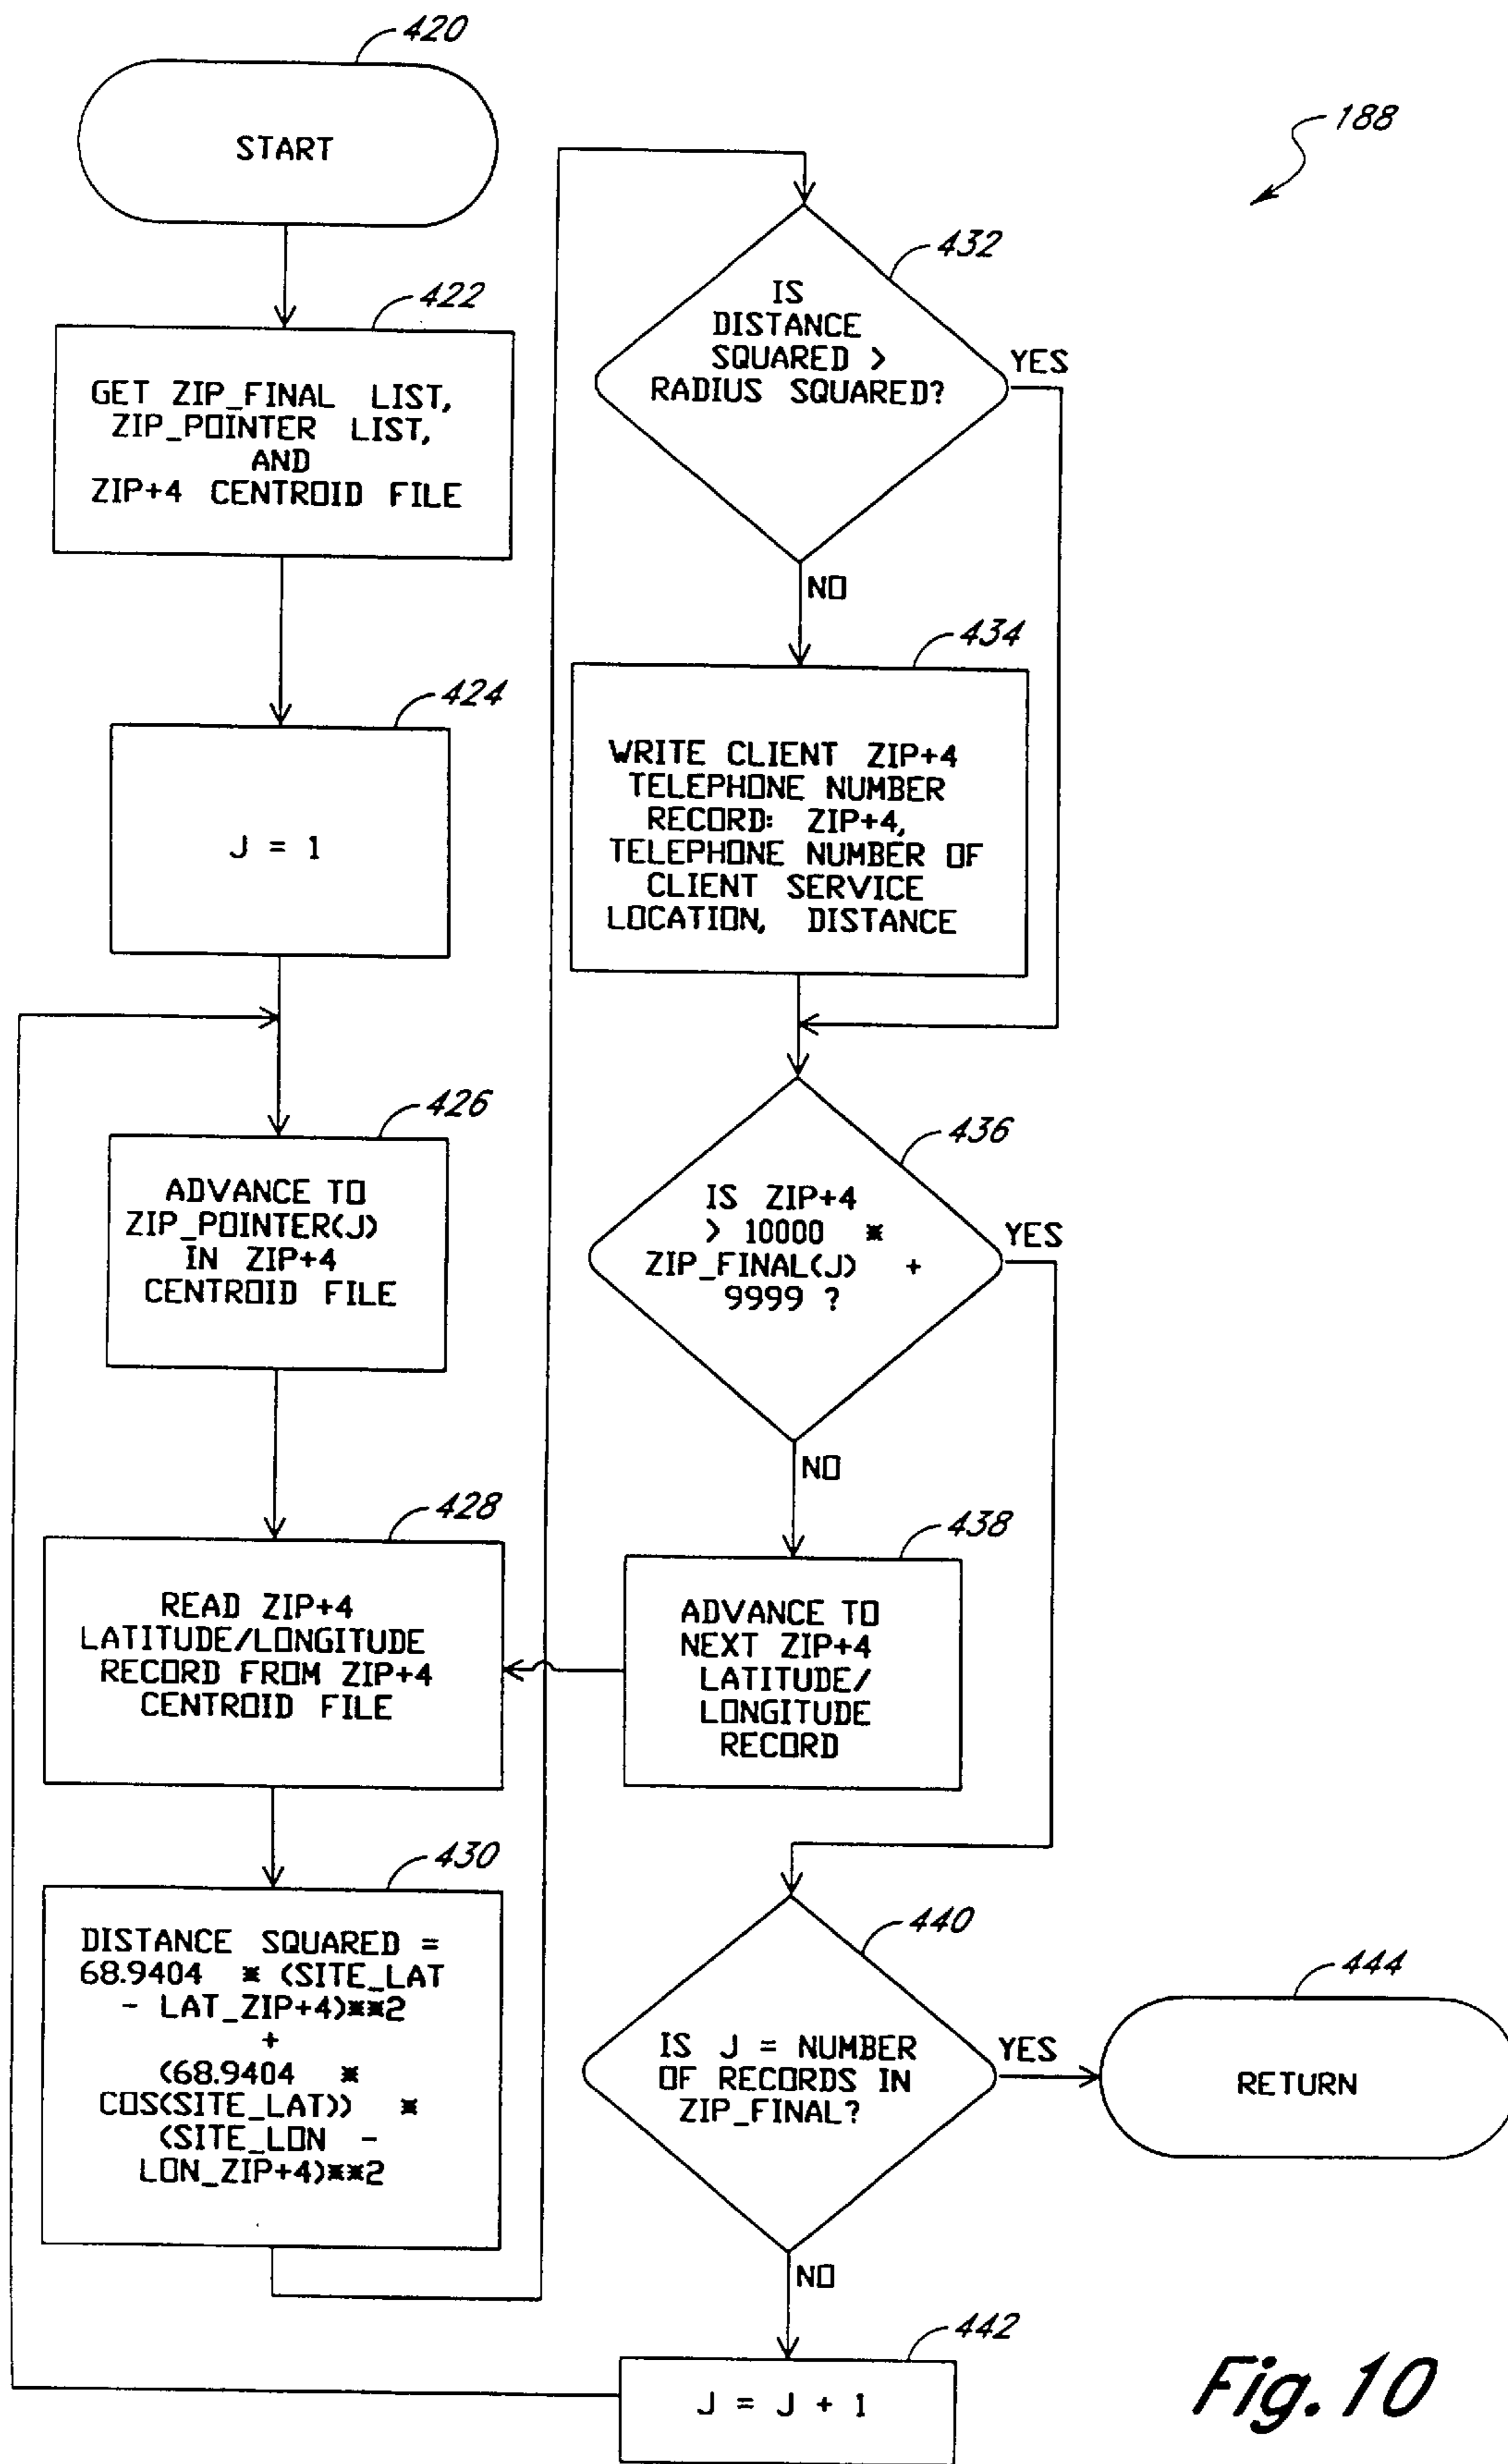 420
START
422
GET ZIP_FINAL LIST,
ZIP_POINTER LIST,
AND
ZIP+4 CENTROID FILE
424
J = 1
426
ADVANCE TO
ZIP_POINTER(J)
IN ZIP+4
CENTROID FILE
428
READ ZIP+4
LATITUDE/LONGITUDE
RECORD FROM ZIP+4
CENTROID FILE
430
DISTANCE SQUARED =
68.9404 * (SITE_LAT
- LAT_ZIP+4)**2
+
(68.9404 *
COS(SITE_LAT)) *
(SITE_LON -
LON_ZIP+4)**2
188
432
IS
DISTANCE
SQUARED >
RADIUS SQUARED?
YES
NO
434
WRITE CLIENT ZIP+4
TELEPHONE NUMBER
RECORD: ZIP+4,
TELEPHONE NUMBER OF
CLIENT SERVICE
LOCATION, DISTANCE
436
IS ZIP+4
> 10000 *
ZIP_FINAL(J) +
9999 ?
YES
NO
438
ADVANCE TO
NEXT ZIP+4
LATITUDE/
LONGITUDE
RECORD
440
IS J = NUMBER
OF RECORDS IN
ZIP_FINAL?
YES
444
RETURN
NO
442
J = J + 1
Fig. 10